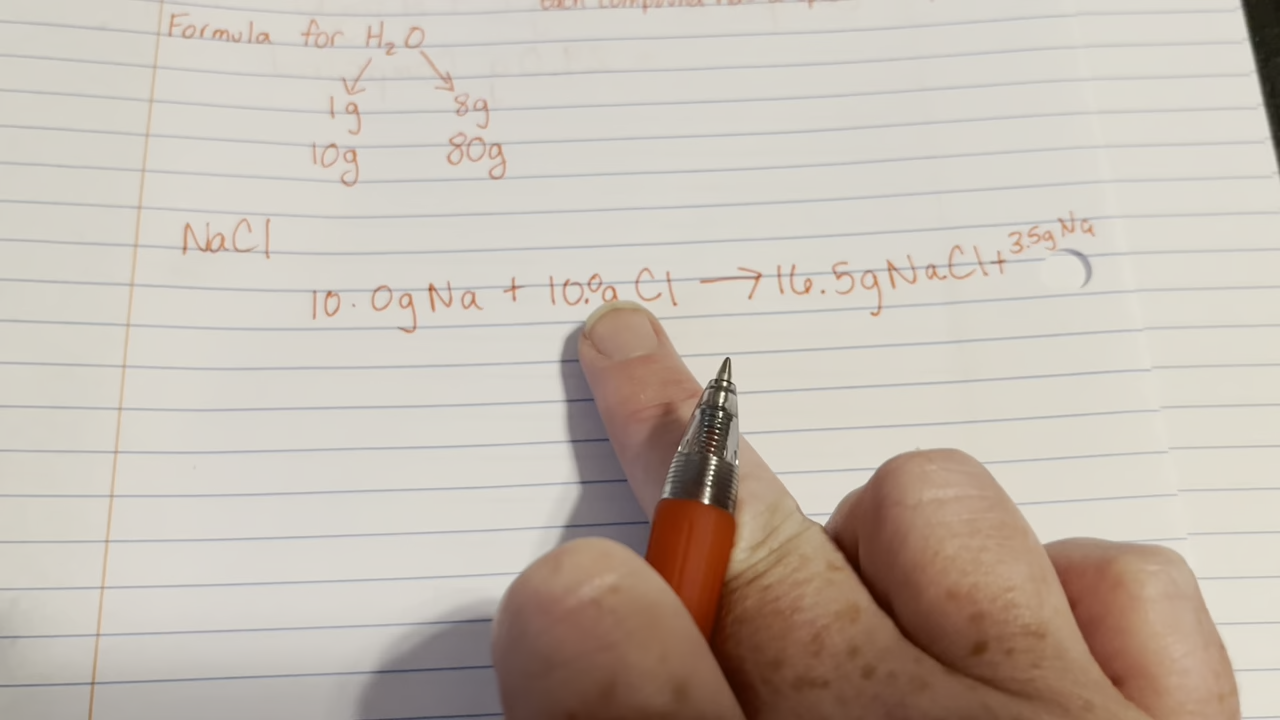 Formula for H₂O
1g 8g
10g 80g
NaCl
10.0g Na + 10.0g Cl → 16.5g NaCl + 3.5g Na